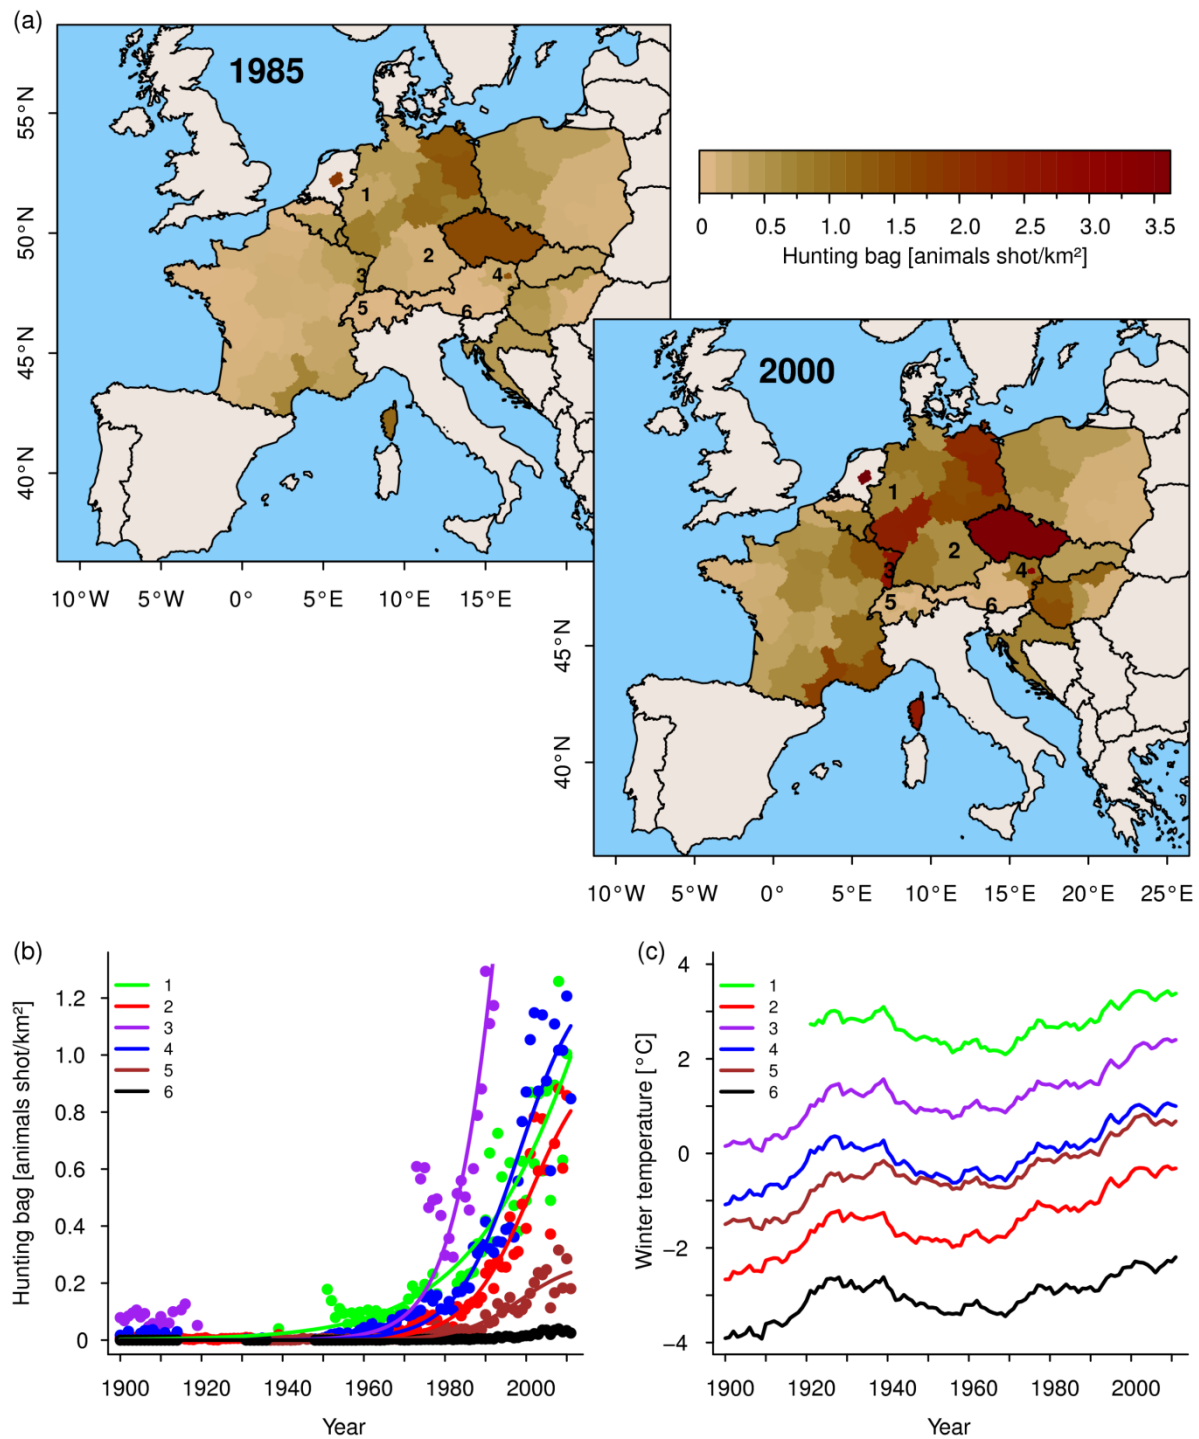 (a)
1985
55°N
50°N
45°N
40°N
1
2
3
4
5
6
10°W 5°W 0° 5°E 10°E 15°E
0 0.5 1.0 1.5 2.0 2.5 3.0 3.5
Hunting bag [animals shot/km²]
2000
45°N
40°N
1
2
3
4
5
6
10°W 5°W 0° 5°E 10°E 15°E 20°E 25°E
(b)
Hunting bag [animals shot/km²]
1.2
1.0
0.8
0.6
0.4
0.2
0
1
2
3
4
5
6
1900 1920 1940 1960 1980 2000
Year
(c)
Winter temperature [°C]
4
2
0
−2
−4
1
2
3
4
5
6
1900 1920 1940 1960 1980 2000
Year